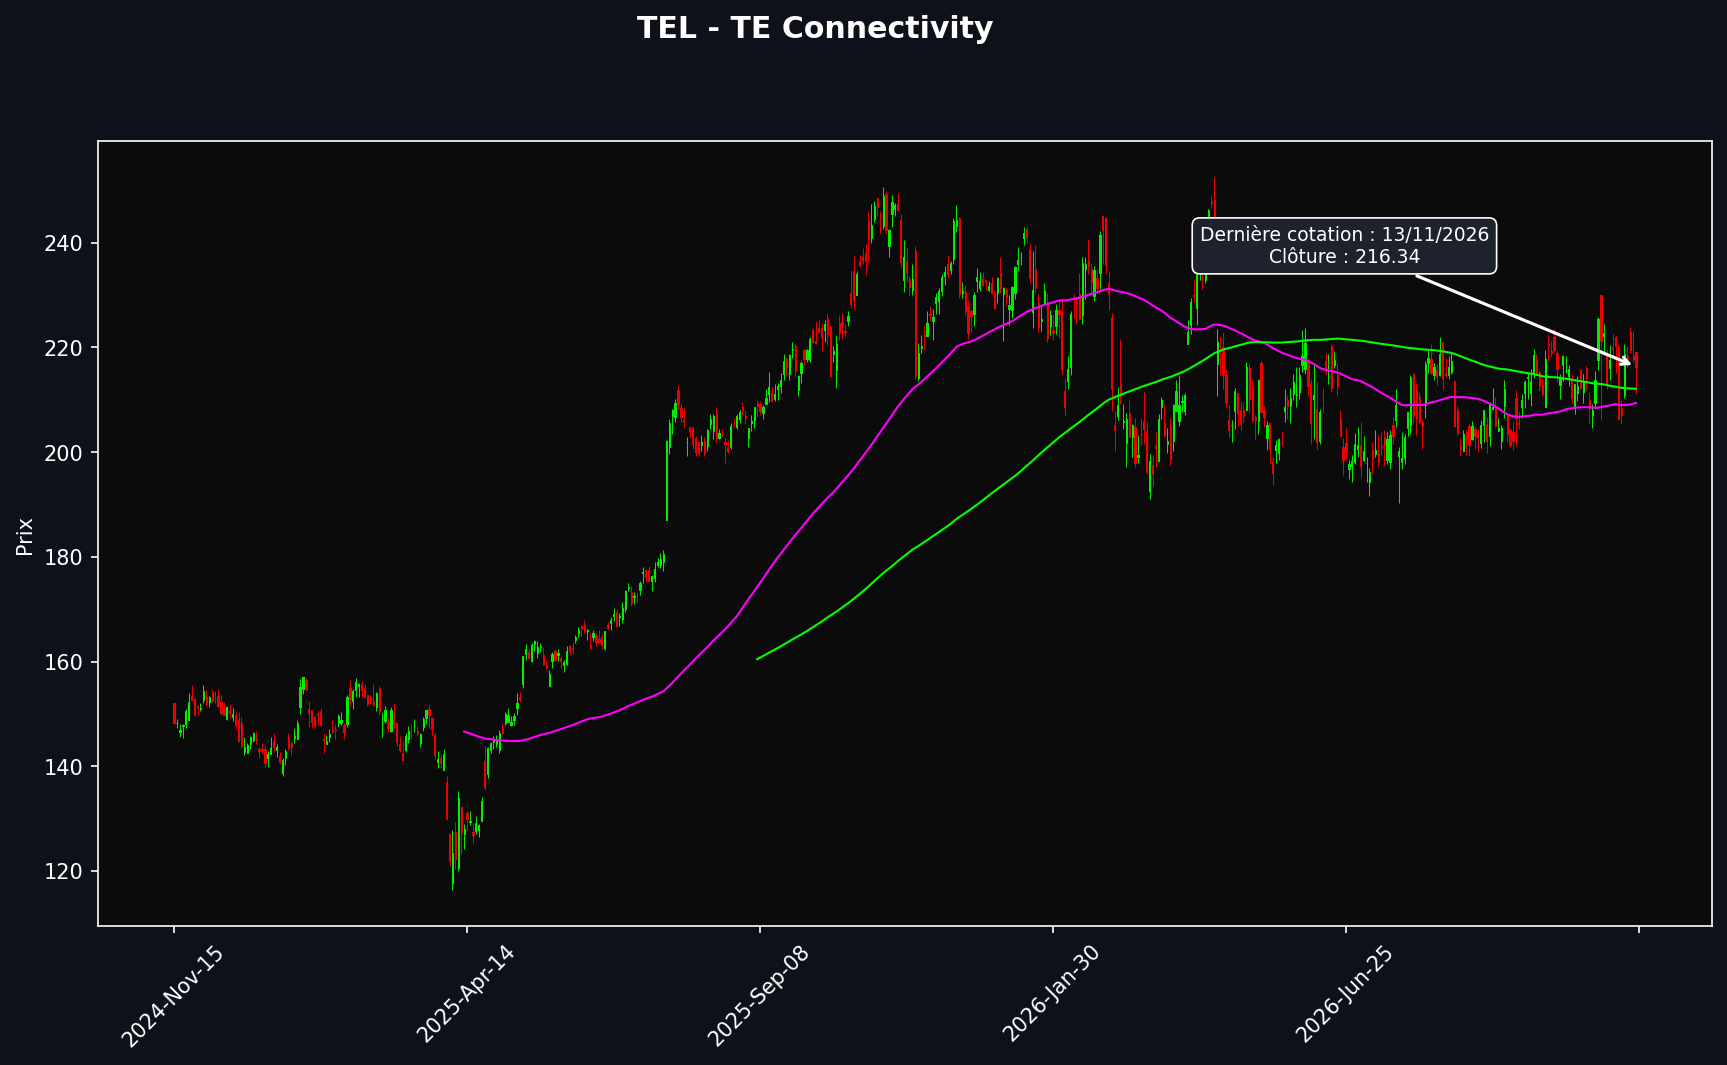 TEL - TE Connectivity
Dernière cotation : 13/11/2026
Clôture : 216.34
Prix
240
220
200
180
160
140
120
2024-Nov-15
2025-Apr-14
2025-Sep-08
2026-Jan-30
2026-Jun-25